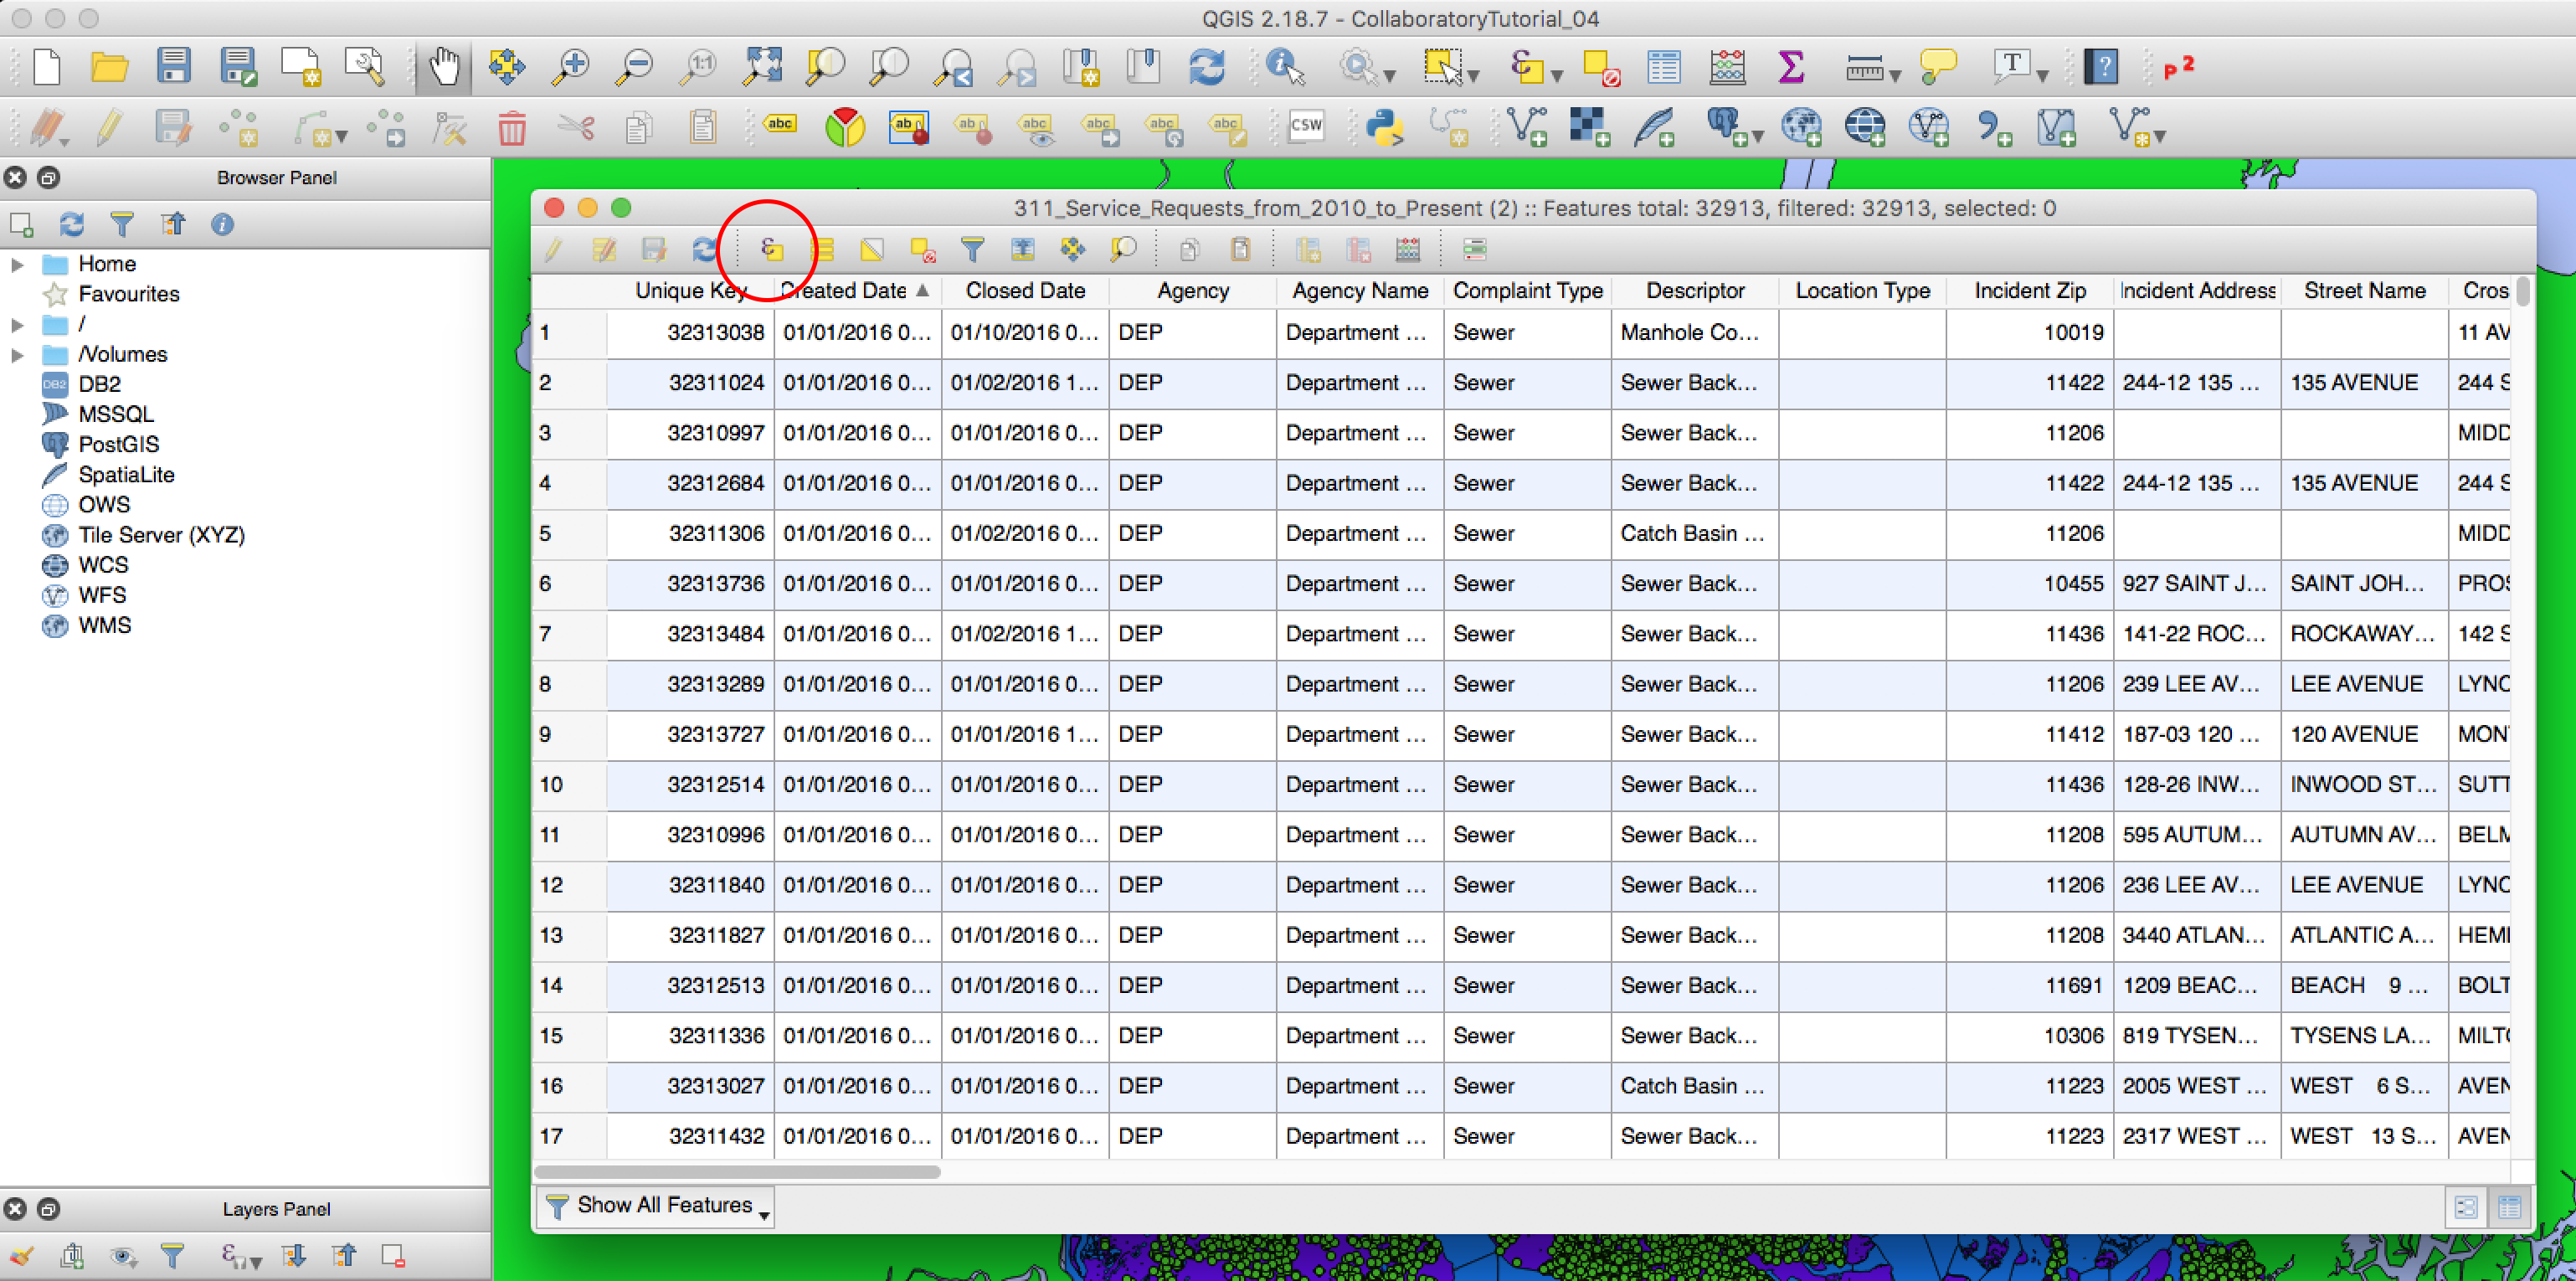 QGIS 2.18.7 - CollaboratoryTutorial_04
1:1
T
?
P 2
abc
ab
ab
abc
abc
abc
abc
CSW
Browser Panel
Home
Favourites
/
/Volumes
DB2 DB2
MSSQL
PostGIS
SpatiaLite
OWS
Tile Server (XYZ)
WCS
WFS
WMS
Layers Panel
311_Service_Requests_from_2010_to_Present (2) :: Features total: 32913, filtered: 32913, selected: 0
Unique Key Created Date Closed Date Agency Agency Name Complaint Type Descriptor Location Type Incident Zip Incident Address Street Name Cros
1 32313038 01/01/2016 0... 01/10/2016 0... DEP Department ... Sewer Manhole Co... 10019 11 AV
2 32311024 01/01/2016 0... 01/02/2016 1... DEP Department ... Sewer Sewer Back... 11422 244-12 135 ... 135 AVENUE 244 S
3 32310997 01/01/2016 0... 01/01/2016 0... DEP Department ... Sewer Sewer Back... 11206 MIDD
4 32312684 01/01/2016 0... 01/01/2016 0... DEP Department ... Sewer Sewer Back... 11422 244-12 135 ... 135 AVENUE 244 S
5 32311306 01/01/2016 0... 01/02/2016 0... DEP Department ... Sewer Catch Basin ... 11206 MIDD
6 32313736 01/01/2016 0... 01/01/2016 0... DEP Department ... Sewer Sewer Back... 10455 927 SAINT J... SAINT JOH... PROS
7 32313484 01/01/2016 0... 01/02/2016 1... DEP Department ... Sewer Sewer Back... 11436 141-22 ROC... ROCKAWAY... 142 S
8 32313289 01/01/2016 0... 01/01/2016 0... DEP Department ... Sewer Sewer Back... 11206 239 LEE AV... LEE AVENUE LYNC
9 32313727 01/01/2016 0... 01/01/2016 1... DEP Department ... Sewer Sewer Back... 11412 187-03 120 ... 120 AVENUE MON
10 32312514 01/01/2016 0... 01/01/2016 0... DEP Department ... Sewer Sewer Back... 11436 128-26 INW... INWOOD ST... SUTT
11 32310996 01/01/2016 0... 01/01/2016 0... DEP Department ... Sewer Sewer Back... 11208 595 AUTUM... AUTUMN AV... BELM
12 32311840 01/01/2016 0... 01/01/2016 0... DEP Department ... Sewer Sewer Back... 11206 236 LEE AV... LEE AVENUE LYNC
13 32311827 01/01/2016 0... 01/01/2016 0... DEP Department ... Sewer Sewer Back... 11208 3440 ATLAN... ATLANTIC A... HEM
14 32312513 01/01/2016 0... 01/01/2016 0... DEP Department ... Sewer Sewer Back... 11691 1209 BEAC... BEACH 9 ... BOLT
15 32311336 01/01/2016 0... 01/01/2016 0... DEP Department ... Sewer Sewer Back... 10306 819 TYSEN... TYSENS LA... MILT
16 32313027 01/01/2016 0... 01/01/2016 0... DEP Department ... Sewer Catch Basin ... 11223 2005 WEST ... WEST 6 S... AVEN
17 32311432 01/01/2016 0... 01/01/2016 0... DEP Department ... Sewer Sewer Back... 11223 2317 WEST ... WEST 13 S... AVEN
Show All Features